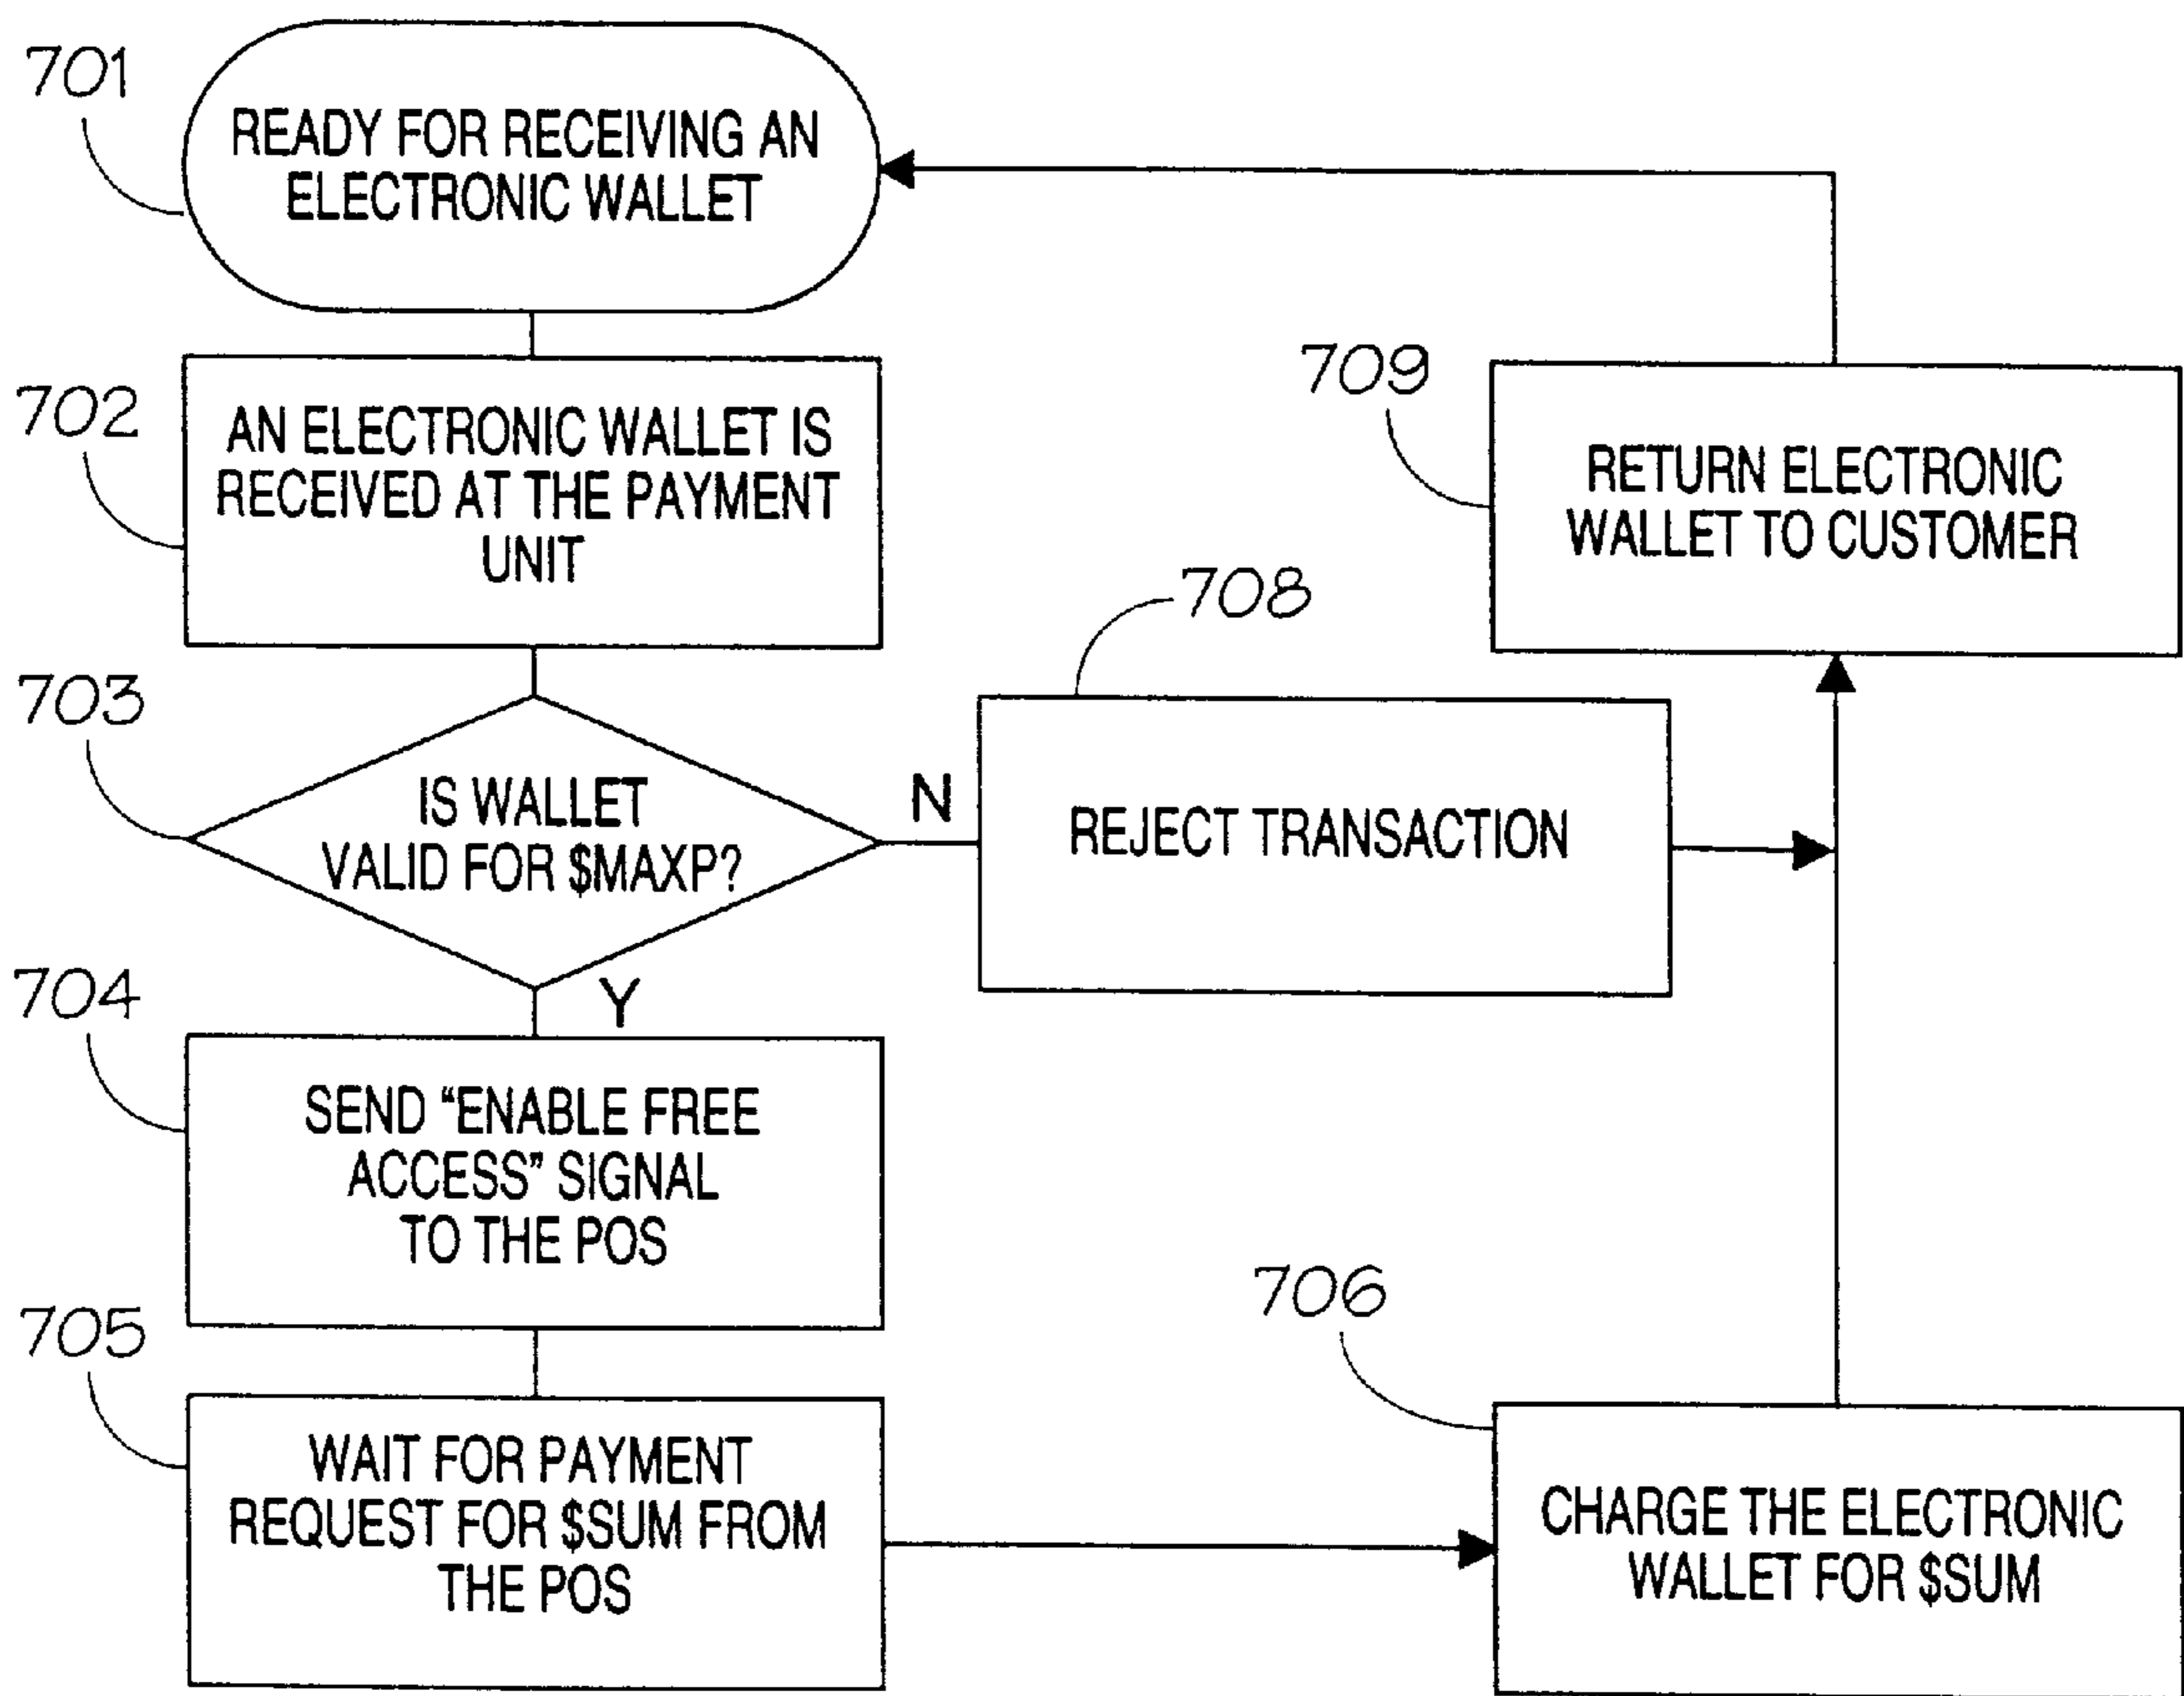 701
READY FOR RECEIVING AN
ELECTRONIC WALLET
702
AN ELECTRONIC WALLET IS
RECEIVED AT THE PAYMENT
UNIT
703
IS WALLET
VALID FOR $MAXP?
N
Y
708
REJECT TRANSACTION
709
RETURN ELECTRONIC
WALLET TO CUSTOMER
704
SEND “ENABLE FREE
ACCESS” SIGNAL
TO THE POS
705
WAIT FOR PAYMENT
REQUEST FOR $SUM FROM
THE POS
706
CHARGE THE ELECTRONIC
WALLET FOR $SUM